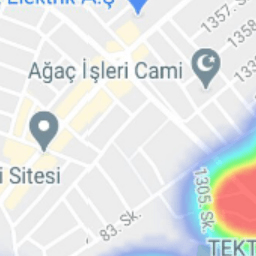 Elektrik A.Ş
1357.
1358
Ağaç İşleri Cami
i Sitesi
1305. Sk.
83. Sk.
TEKT